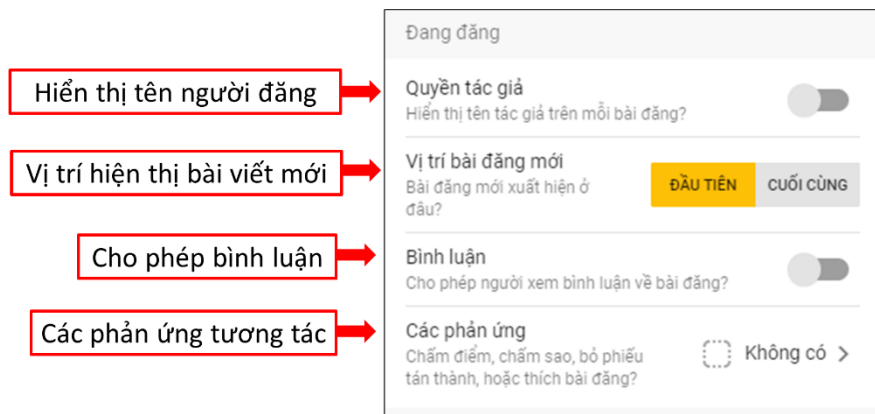 Đang đăng
Hiển thị tên người đăng
Quyền tác giả
Hiển thị tên tác giả trên mỗi bài đăng?
Vị trí hiện thị bài viết mới
Vị trí bài đăng mới
Bài đăng mới xuất hiện ở
đâu?
ĐẦU TIÊN
CUỐI CÙNG
Cho phép bình luận
Bình luận
Cho phép người xem bình luận về bài đăng?
Các phản ứng tương tác
Các phản ứng
Chấm điểm, chấm sao, bỏ phiếu
tán thành, hoặc thích bài đăng?
Không có >